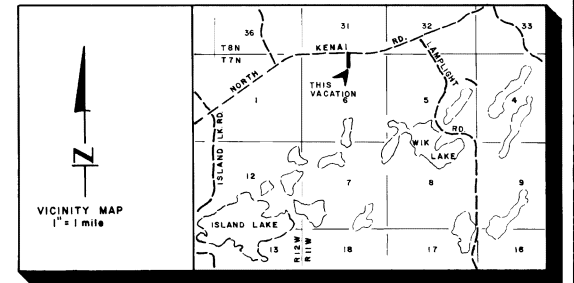 N
VICINITY MAP
1" = 1 mile
36
31
32
33
T8N
T7N
NORTH KENAI RD.
LAMPLIGHT RD.
THIS
VACATION
1
6
5
4
ISLAND LK. RD.
WIK
LAKE
12
7
8
9
ISLAND LAKE
13
R12W
R11W
18
17
16